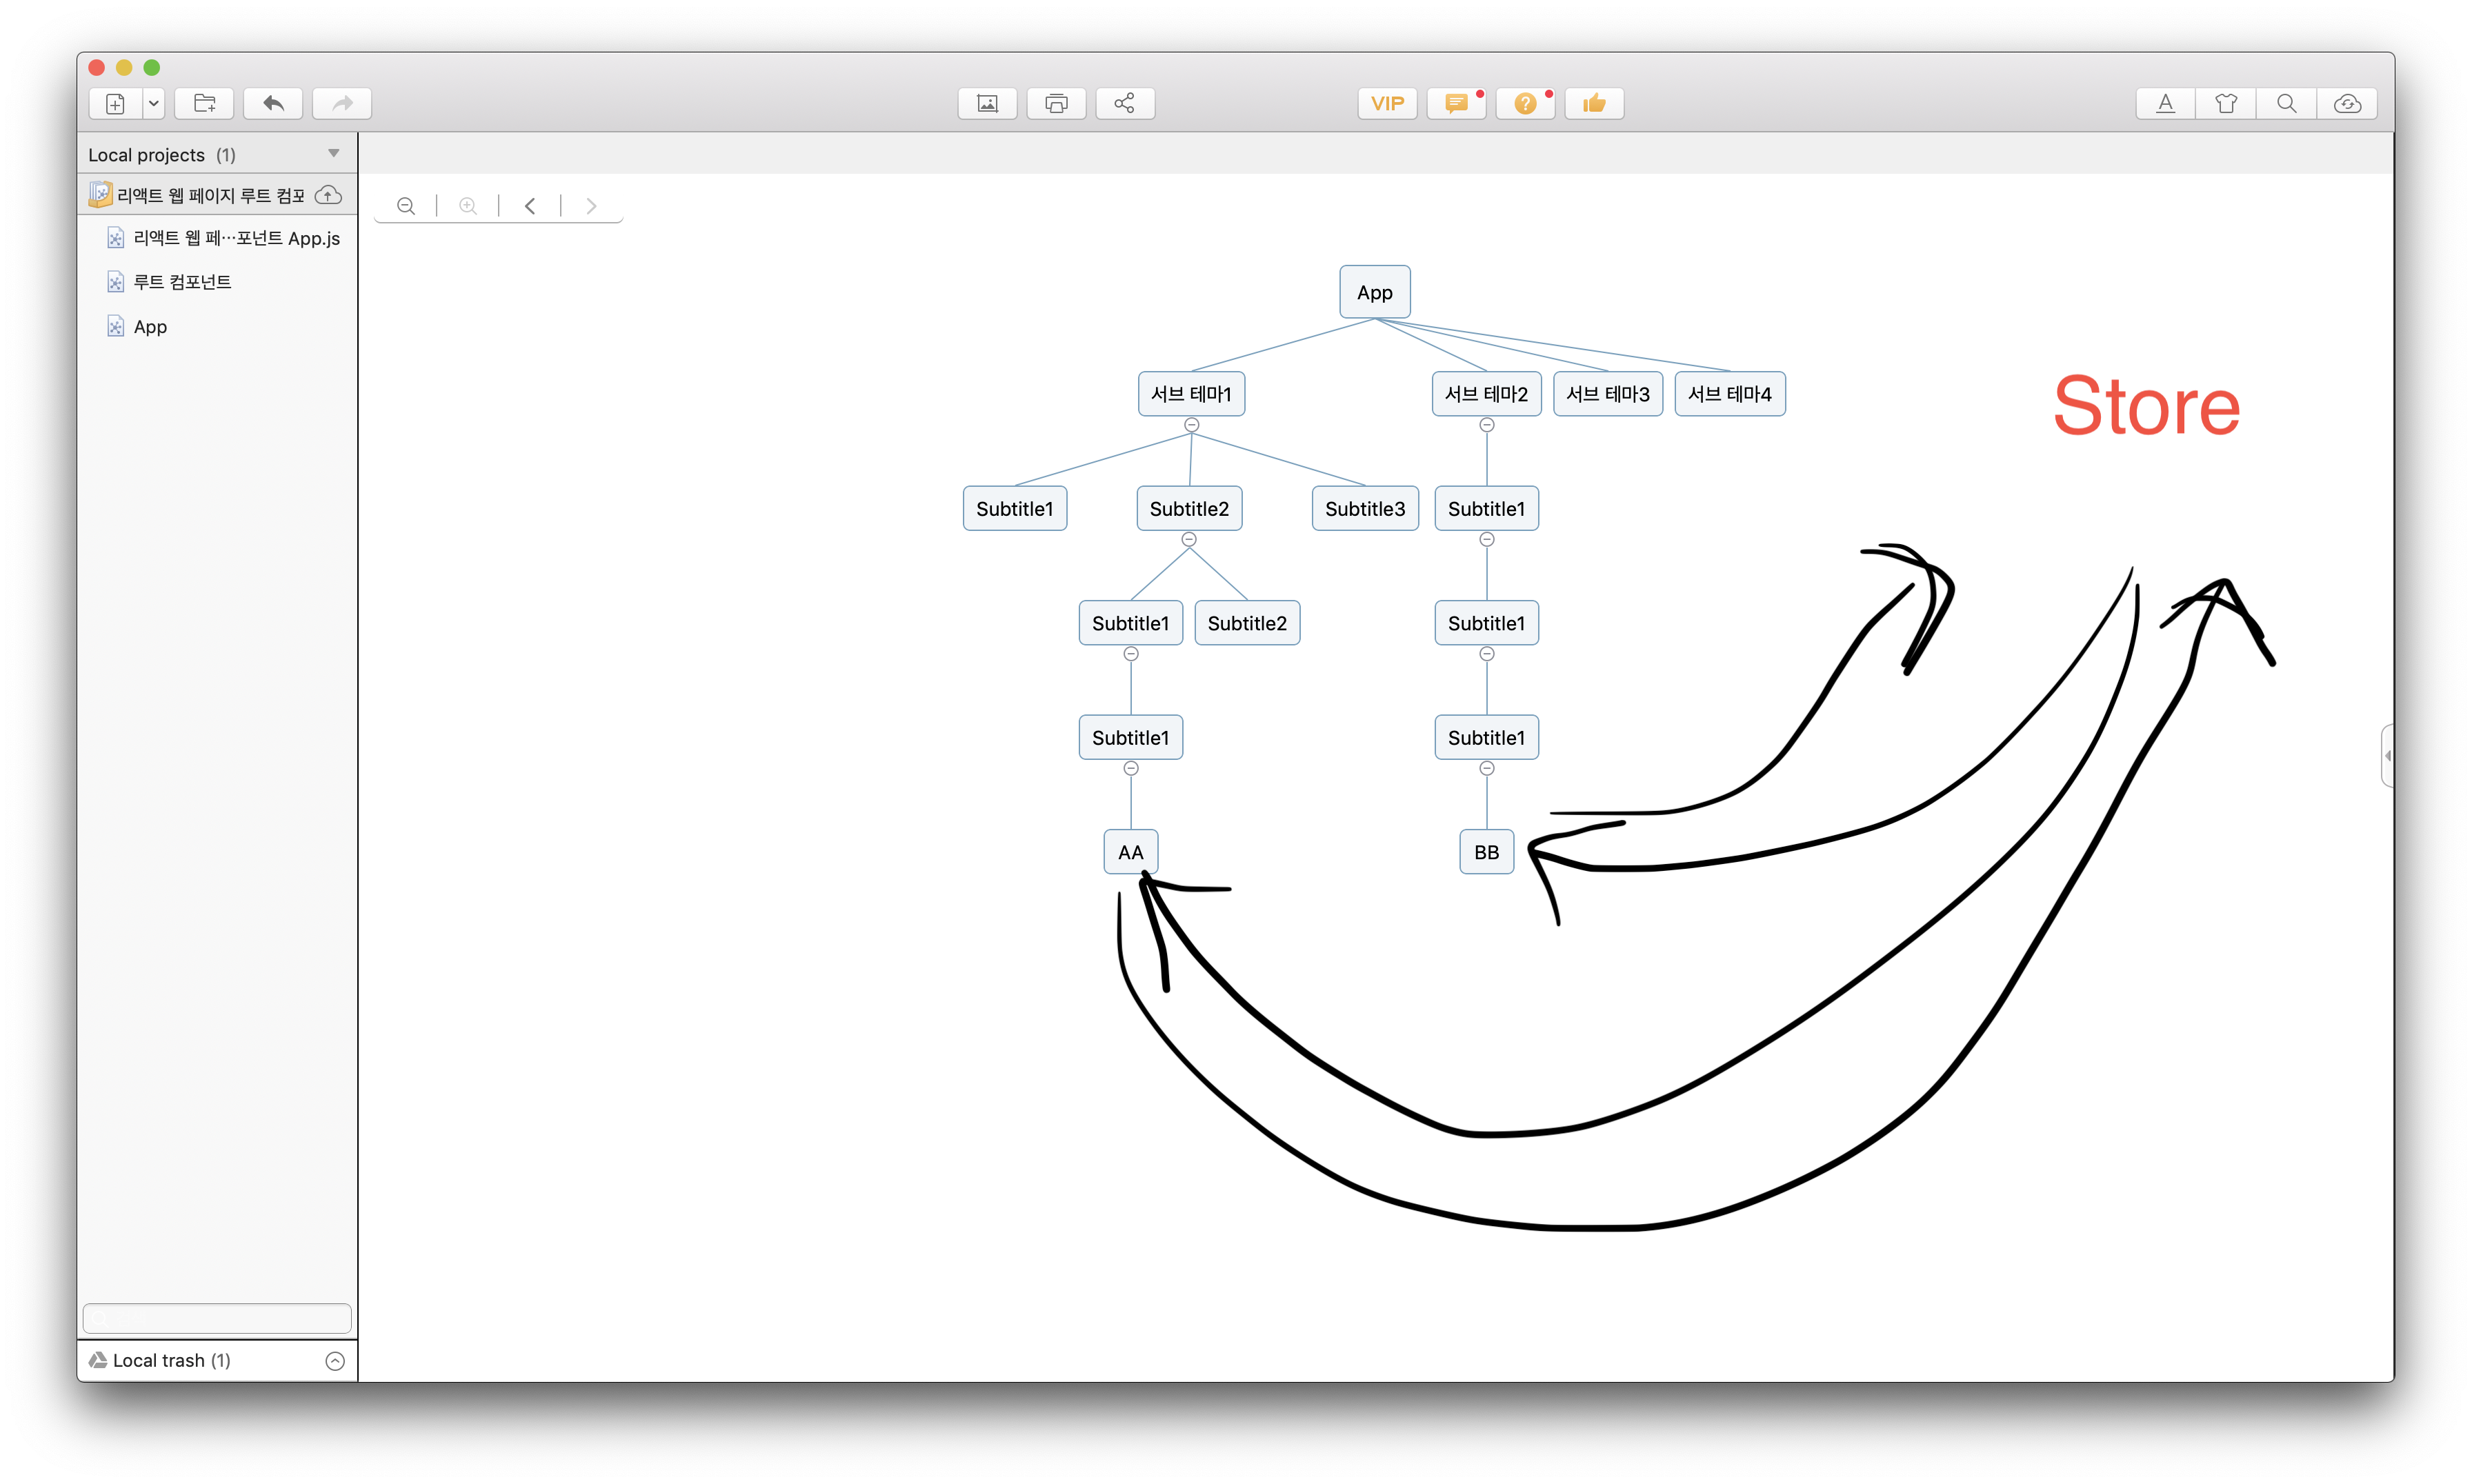 VIP
Local projects (1)
리액트 웹 페이지 루트 컴포
리액트 웹 페…포넌트 App.js
루트 컴포넌트
App
App
서브 테마1
서브 테마2
서브 테마3
서브 테마4
Store
Subtitle1
Subtitle2
Subtitle3
Subtitle1
Subtitle1
Subtitle2
Subtitle1
Subtitle1
Subtitle1
AA
BB
Local trash (1)